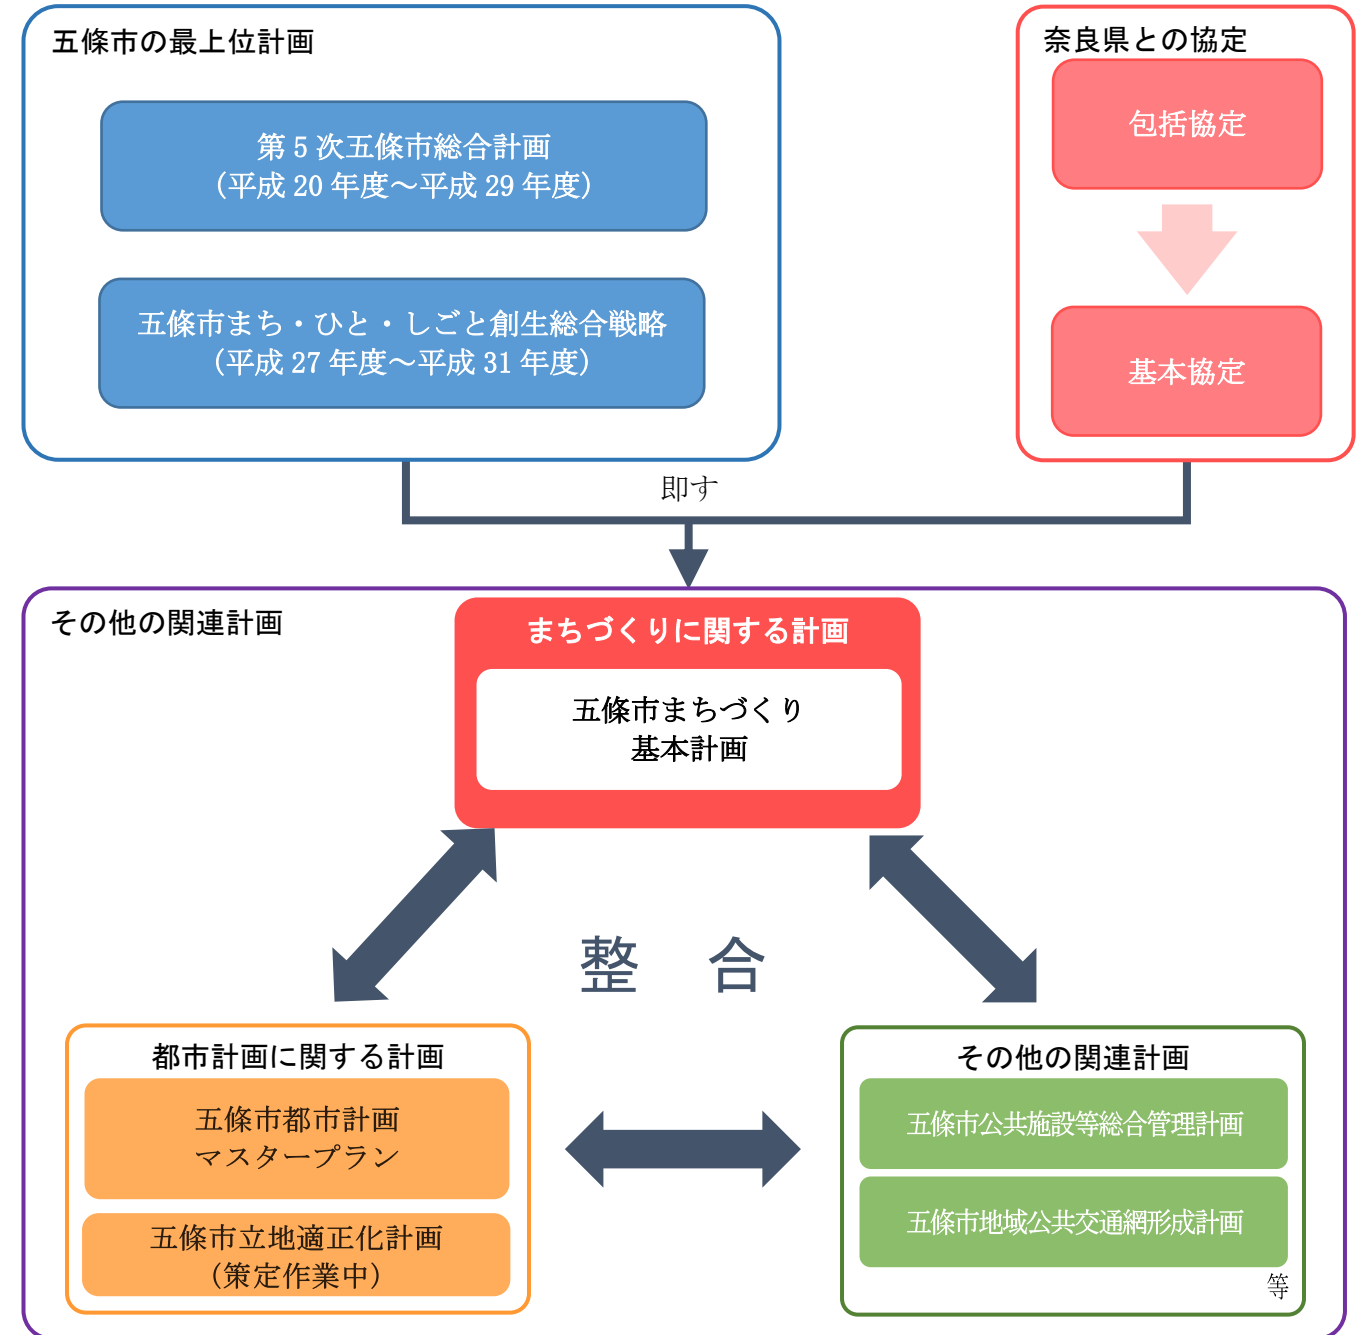 五條市の最上位計画
第５次五條市総合計画
（平成 20 年度～平成 29 年度）
五條市まち・ひと・しごと創生総合戦略
（平成 27 年度～平成 31 年度）
奈良県との協定
包括協定
基本協定
即す
その他の関連計画
まちづくりに関する計画
五條市まちづくり
基本計画
整　合
都市計画に関する計画
五條市都市計画
マスタープラン
五條市立地適正化計画
（策定作業中）
その他の関連計画
五條市公共施設等総合管理計画
五條市地域公共交通網形成計画
等